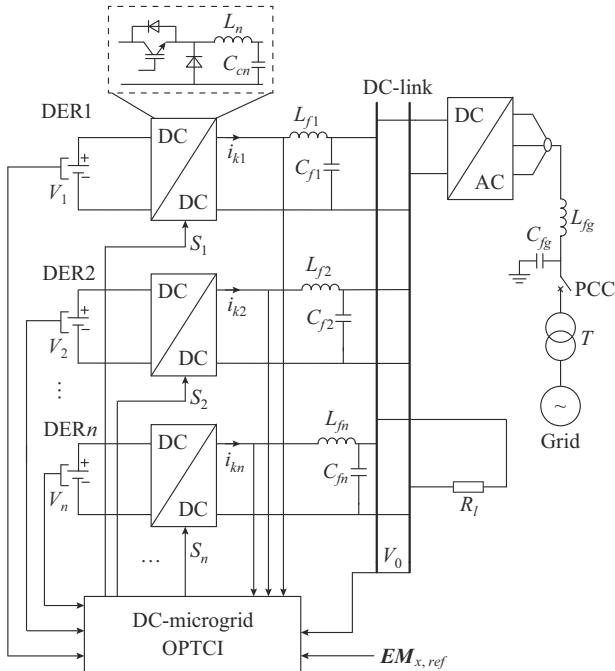 L_n
C_cn
DC-link
DER1
DC
DC
L_f1
C_f1
i_k1
V_1
S_1
DC
AC
L_fg
C_fg
PCC
T
~
Grid
DER2
DC
DC
L_f2
C_f2
i_k2
V_2
S_2
...
DERn
DC
DC
L_fn
C_fn
i_kn
V_n
S_n
...
R_l
V_0
DC-microgrid
OPTCI
EM_x, ref